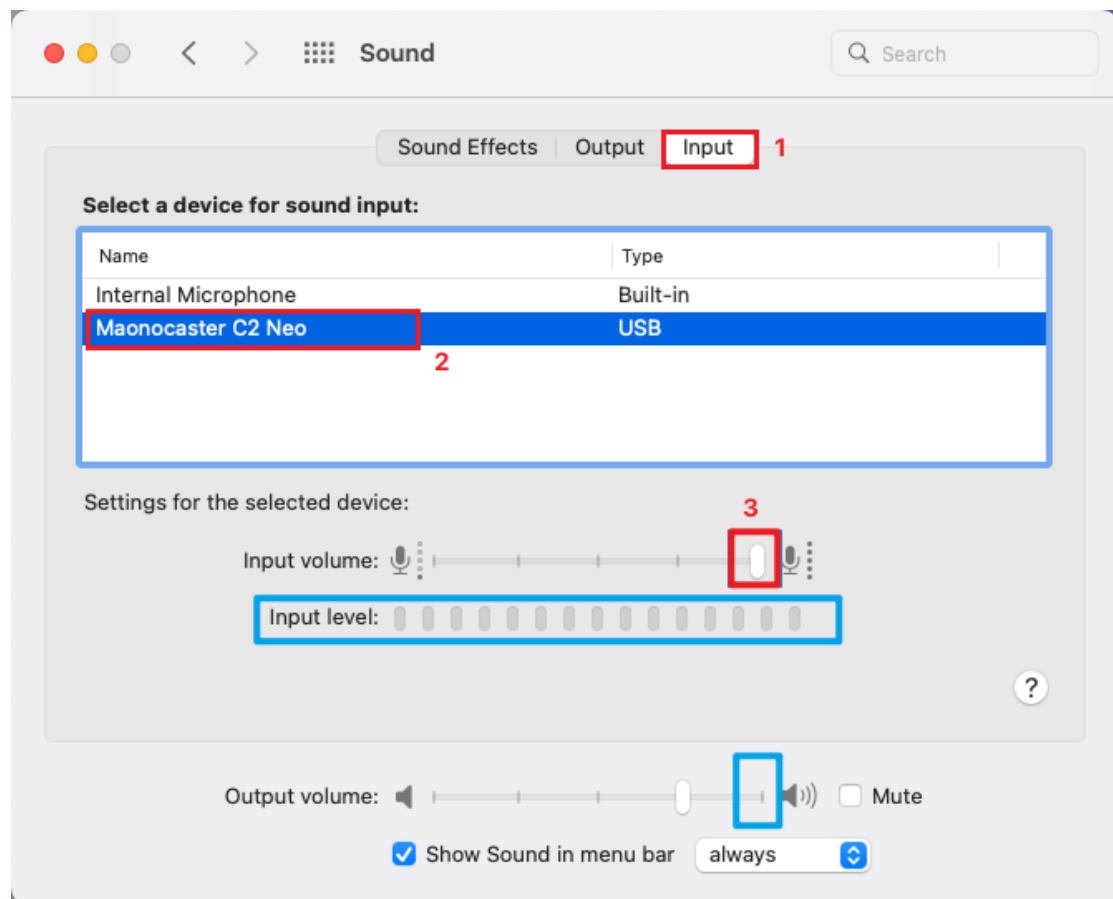 Sound
Search
Sound Effects Output Input 1
Select a device for sound input:
Name Type
Internal Microphone Built-in
Maonocaster C2 Neo USB
2
Settings for the selected device:
3
Input volume:
Input level:
?
Output volume: Mute
Show Sound in menu bar always